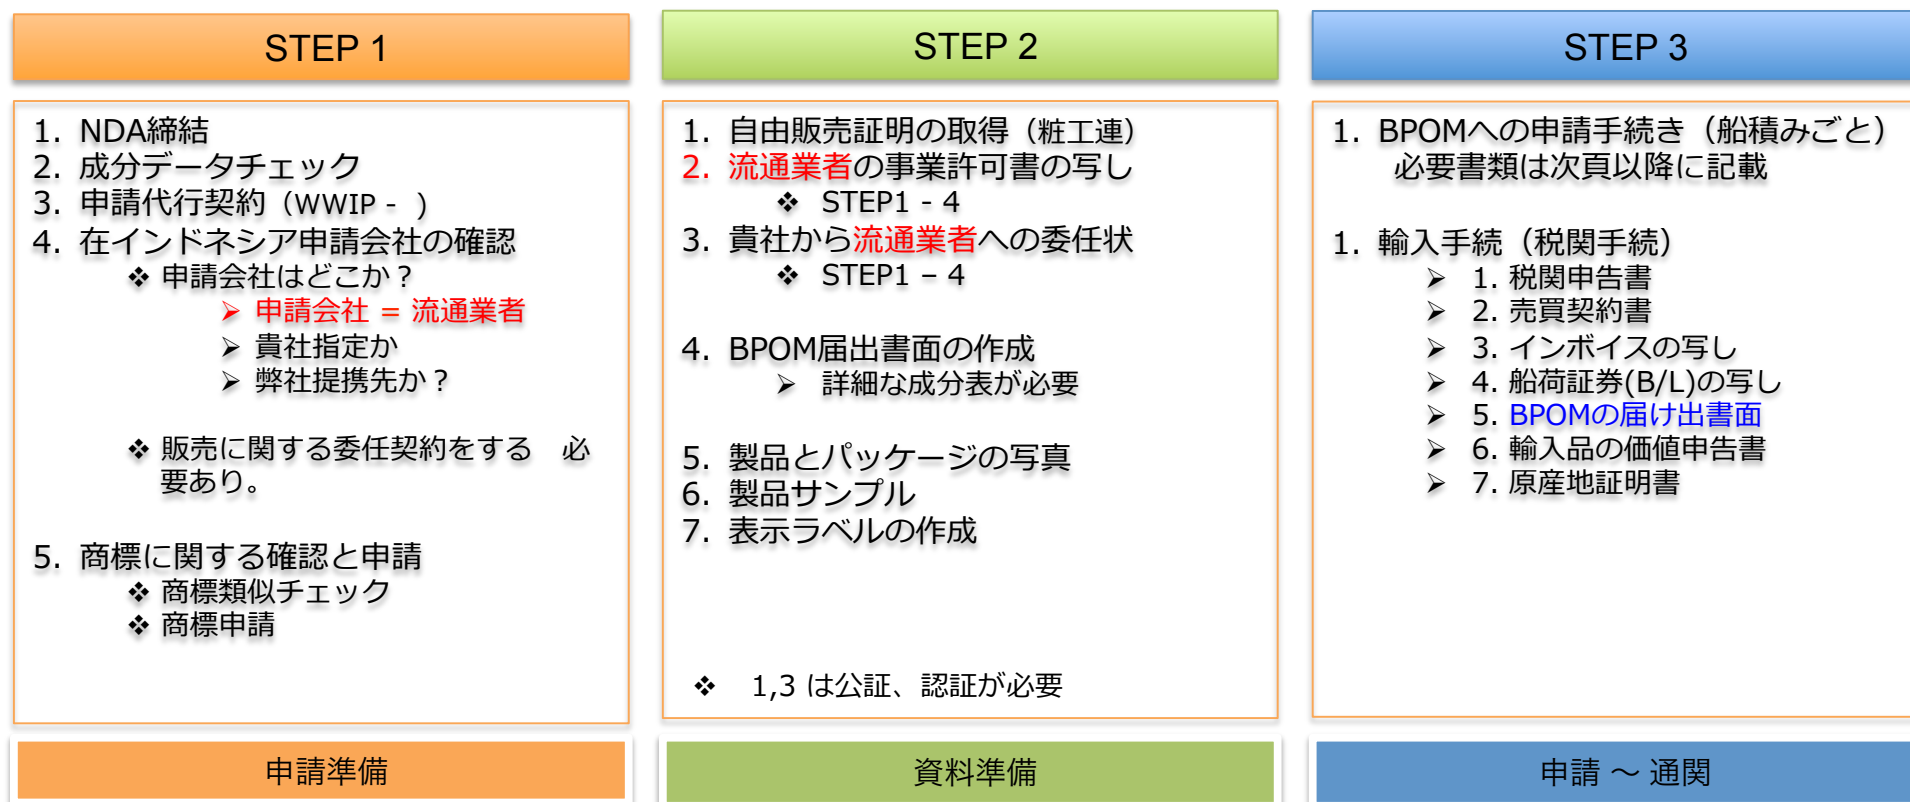 STEP 1
1. NDA締結
2. 成分データチェック
3. 申請代行契約（WWIP - ）
4. 在インドネシア申請会社の確認
❖ 申請会社はどこか？
➢ 申請会社 = 流通業者
➢ 貴社指定か
➢ 弊社提携先か？
❖ 販売に関する委任契約をする　必
要あり。
5. 商標に関する確認と申請
❖ 商標類似チェック
❖ 商標申請
申請準備
STEP 2
1. 自由販売証明の取得（粧工連）
2. 流通業者の事業許可書の写し
❖ STEP1 - 4
3. 貴社から流通業者への委任状
❖ STEP1 – 4
4. BPOM届出書面の作成
➢ 詳細な成分表が必要
5. 製品とパッケージの写真
6. 製品サンプル
7. 表示ラベルの作成
❖ 1,3 は公証、認証が必要
資料準備
STEP 3
1. BPOMへの申請手続き（船積みごと）
必要書類は次頁以降に記載
1. 輸入手続（税関手続）
➢ 1. 税関申告書
➢ 2. 売買契約書
➢ 3. インボイスの写し
➢ 4. 船荷証券(B/L)の写し
➢ 5. BPOMの届け出書面
➢ 6. 輸入品の価値申告書
➢ 7. 原産地証明書
申請 ～ 通関